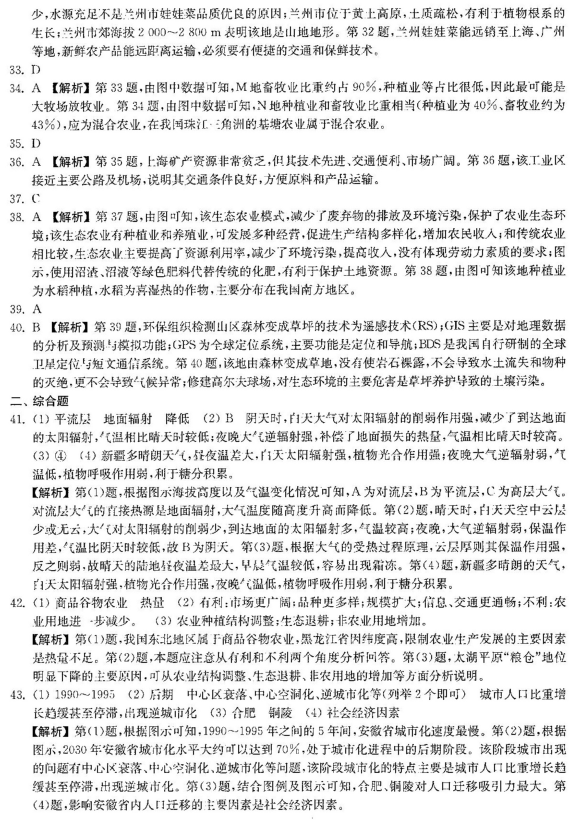 少,水源充足不是兰州市娃娃菜品质优良的原因;兰州市位于黄土高原,土质疏松,有利于植物根系的
生长;兰州市郊海拔2 000~2 800 m表明该地是山地地形。第32题,兰州娃娃菜能远销至上海、广州
等地,新鲜农产品能远距离运输,必须要有便捷的交通和保鲜技术。
33. D
34. A 【解析】第33题,由图中数据可知,M地畜牧业比重约占90%,种植业等占比很低,因此最可能是
大牧场放牧业。第34题,由图中数据可知,N地种植业和畜牧业比重相当(种植业为40%、畜牧业约为
43%),应为混合农业,在我国珠江三角洲的基塘农业属于混合农业。
35. D
36. A 【解析】第35题,上海矿产资源非常贫乏,但其技术先进、交通便利、市场广阔。第36题,该工业区
接近主要公路及机场,说明其交通条件良好,方便原料和产品运输。
37. C
38. A 【解析】第37题,由图可知,该生态农业模式,减少了废弃物的排放及环境污染,保护了农业生态环
境;该生态农业有种植业和养殖业,可发展多种经营,促进生产结构多样化,增加农民收入;和传统农业
相比较,生态农业主要提高了资源利用率,减少了环境污染,提高收入,没有体现劳动力素质的要求;图
示,使用沼渣、沼液等绿色肥料代替传统的化肥,有利于保护土地资源。第38题,由图可知该地种植业
为水稻种植,水稻为喜湿热的作物,主要分布在我国南方地区。
39. A
40. B 【解析】第39题,环保组织检测山区森林变成草坪的技术为遥感技术(RS);GIS主要是对地理数据
的分析及预测与模拟功能;GPS为全球定位系统,主要功能是定位和导航;BDS是我国自行研制的全球
卫星定位与短文通信系统。第40题,该地由森林变成草地,没有使岩石裸露,不会导致水土流失和物种
的灭绝,更不会导致气候异常;修建高尔夫球场,对生态环境的主要危害是草坪养护导致的土壤污染。
二、综合题
41. (1)平流层 地面辐射 降低 (2)B 阴天时,白天大气对太阳辐射的削弱作用强,减少了到达地面
的太阳辐射,气温相比晴天时较低;夜晚大气逆辐射强,补偿了地面损失的热量,气温相比晴天时较高。
(3)④ (4)新疆多晴朗天气,昼夜温差大,白天太阳辐射强,植物光合作用强;夜晚大气逆辐射弱,气
温低,植物呼吸作用弱,利于糖分积累。
【解析】第(1)题,根据图示海拔高度以及气温变化情况可知,A为对流层,B为平流层,C为高层大气。
对流层大气的直接热源是地面辐射,大气温度随高度升高而降低。第(2)题,晴天时,白天天空中云层
少或无云,大气对太阳辐射的削弱少,到达地面的太阳辐射多,气温较高;夜晚,大气逆辐射弱,保温作
用差,气温比阴天时较低,故B为阴天。第(3)题,根据大气的受热过程原理,云层厚则其保温作用强,
反之则弱,故晴天的陆地昼夜温差最大,早晨气温较低,容易出现霜冻。第(4)题,新疆多晴朗的天气,
白天太阳辐射强,植物光合作用强,夜晚气温低,植物呼吸作用弱,利于糖分积累。
42. (1)商品谷物农业 热量 (2)有利:市场更广阔;品种更多样;规模扩大;信息、交通更通畅;不利:农
业用地进一步减少。 (3)农业种植结构调整;生态退耕;非农业用地增加。
【解析】第(1)题,我国东北地区属于商品谷物农业,黑龙江省因纬度高,限制农业生产发展的主要因素
是热量不足。第(2)题,本题应注意从有利和不利两个角度分析回答。第(3)题,太湖平原“粮仓”地位
明显下降的主要原因,可从农业结构调整、生态退耕、非农用地的增加等方面分析说明。
43. (1)1990~1995 (2)后期 中心区衰落、中心空洞化、逆城市化等(列举2个即可) 城市人口比重增
长趋缓甚至停滞,出现逆城市化 (3)合肥 铜陵 (4)社会经济因素
【解析】第(1)题,根据图示可知,1990~1995年之间的5年间,安徽省城市化速度最慢。第(2)题,根据
图示,2030年安徽省城市化水平大约可以达到70%,处于城市化进程中的后期阶段。该阶段城市出现
的问题有中心区衰落、中心空洞化、逆城市化等问题,该阶段城市化的特点主要是城市人口比重增长趋
缓甚至停滞,出现逆城市化。第(3)题,结合图例及图示可知,合肥、铜陵对人口迁移吸引力最大。第
(4)题,影响安徽省内人口迁移的主要因素是社会经济因素。